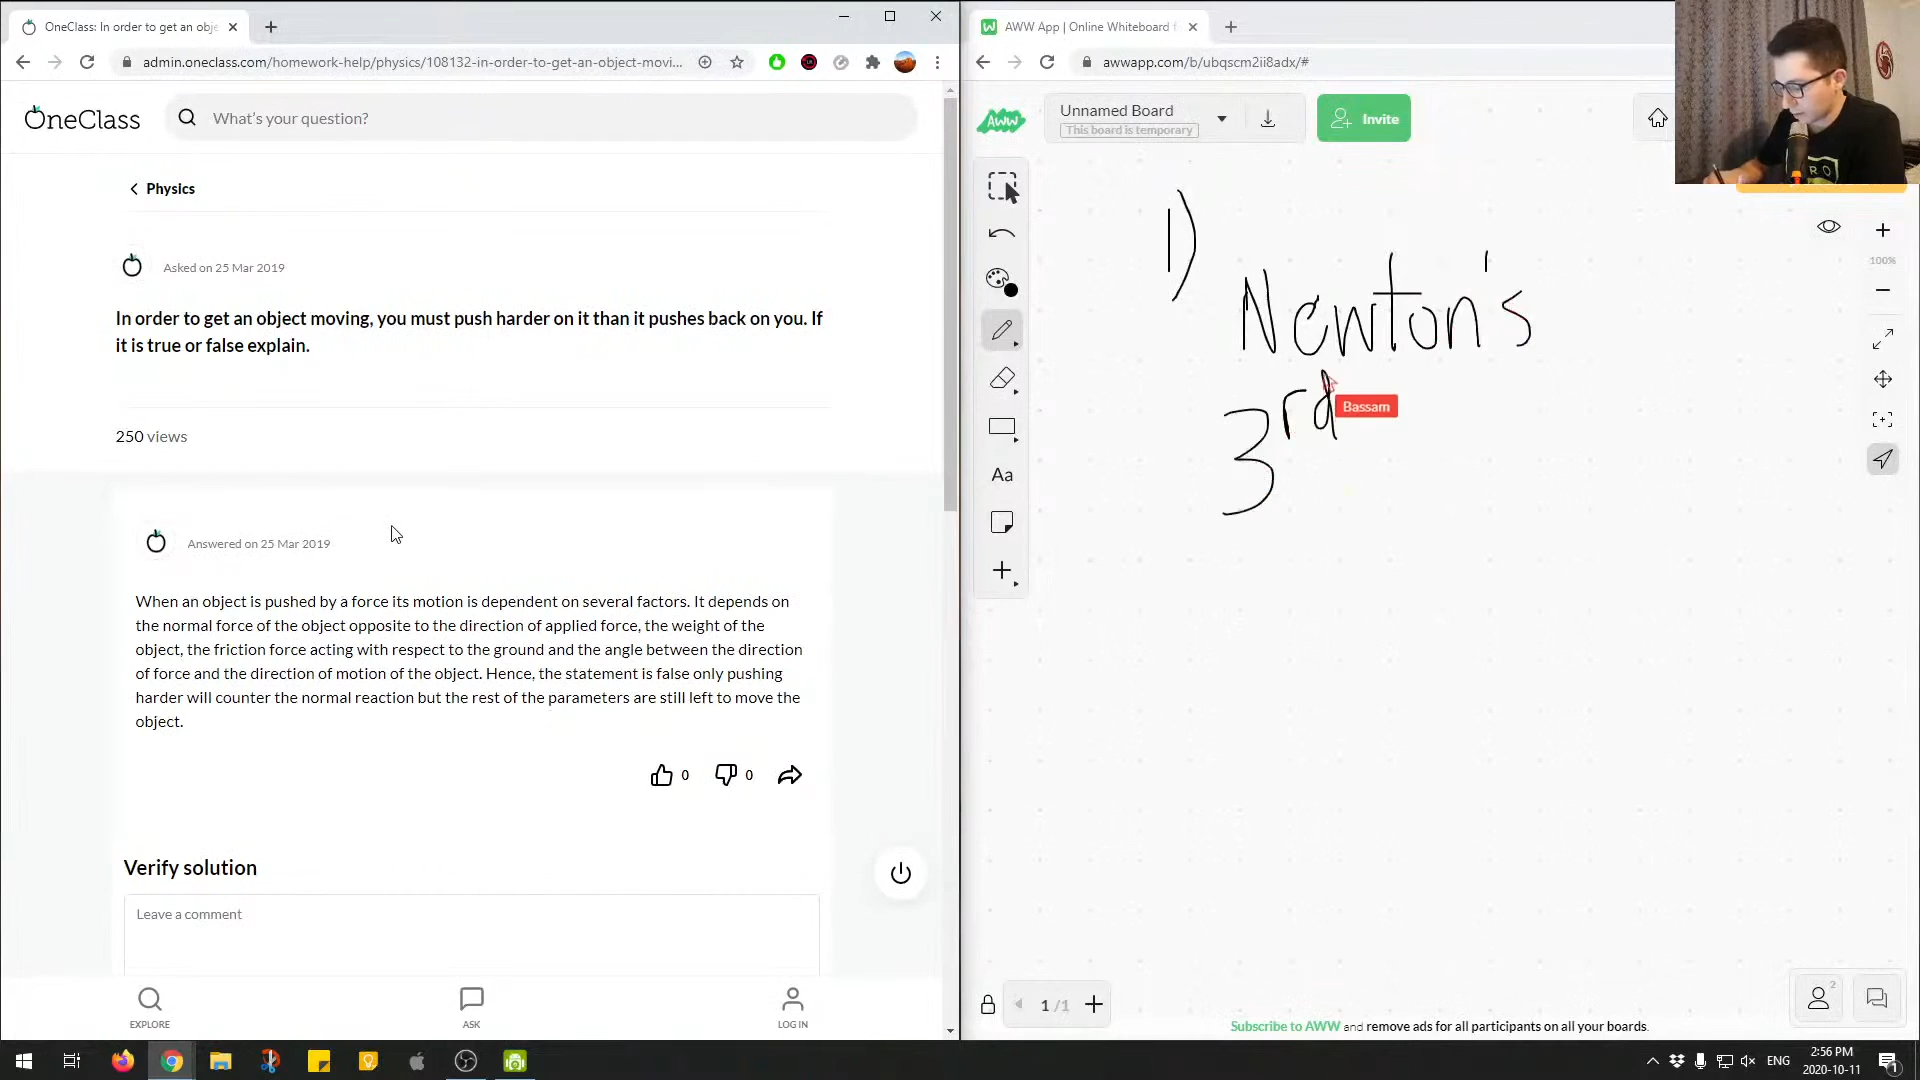 OneClass: In order to get an obje
admin.oneclass.com/homework-help/physics/108132-in-order-to-get-an-object-movi...
OneClass
What's your question?
Physics
Asked on 25 Mar 2019
In order to get an object moving, you must push harder on it than it pushes back on you. If
it is true or false explain.
250 views
Answered on 25 Mar 2019
When an object is pushed by a force its motion is dependent on several factors. It depends on
the normal force of the object opposite to the direction of applied force, the weight of the
object, the friction force acting with respect to the ground and the angle between the direction
of force and the direction of motion of the object. Hence, the statement is false only pushing
harder will counter the normal reaction but the rest of the parameters are still left to move the
object.
0 0
Verify solution
Leave a comment
EXPLORE ASK LOG IN
AWW App | Online Whiteboard f
awwapp.com/b/ubqscm2ii8adx/#
AWW
Unnamed Board
This board is temporary
Invite
100%
1)
Newton's
3rd
Bassam
Aa
1 /1
2
Subscribe to AWW and remove ads for all participants on all your boards.
ENG
2:56 PM
2020-10-11
1